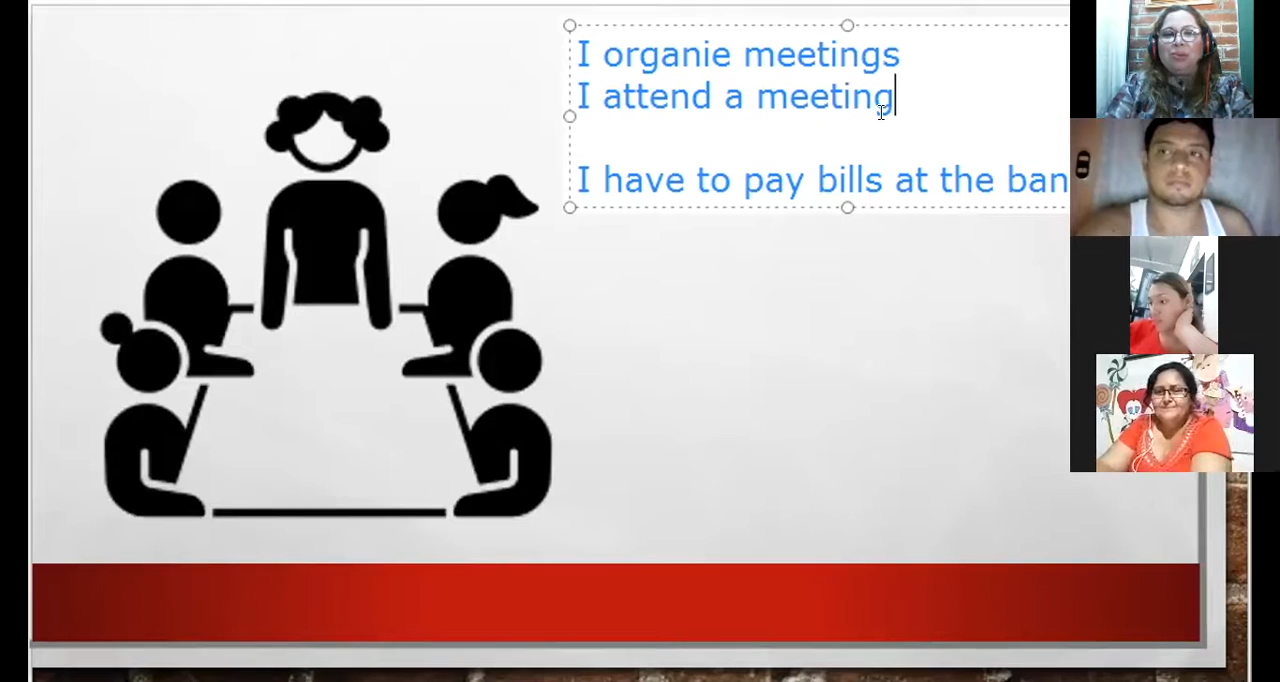 I organie meetings
I attend a meeting
I have to pay bills at the ban